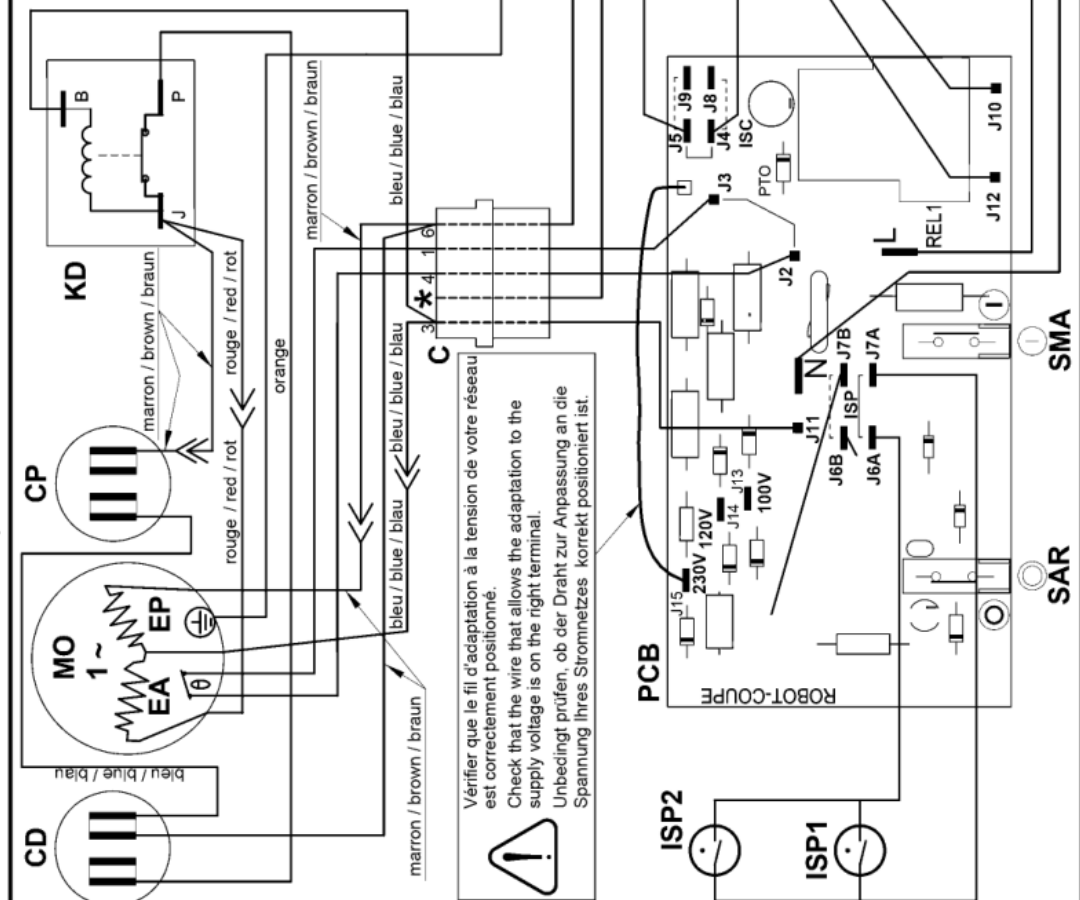 B
P
J
KD
marron / brown / braun
bleu / blue / blau
marron / brown / braun
rouge / red / rot
orange
CP
rouge / red / rot
bleu / blue / blau
bleu / blue / blau
MO
1 ~
EP
EA
θ
bleu / blue / blau
CD
marron / brown / braun
6
1
4
*
3
C
Vérifier que le fil d'adaptation à la tension de votre réseau
est correctement positionné.
Check that the wire that allows the adaptation to the
supply voltage is on the right terminal.
Unbedingt prüfen, ob der Draht zur Anpassung an die
Spannung Ihres Stromnetzes korrekt positioniert ist.
!
J9
J8
J5
J4
ISC
J3
PTO
J10
J12
L
REL1
J2
N
J7B
J7A
ISP
J11
J6B
J6A
SMA
J13
100V
J14
120V
J15
230V
SAR
PCB
ROBOT-COUPE
ISP2
ISP1